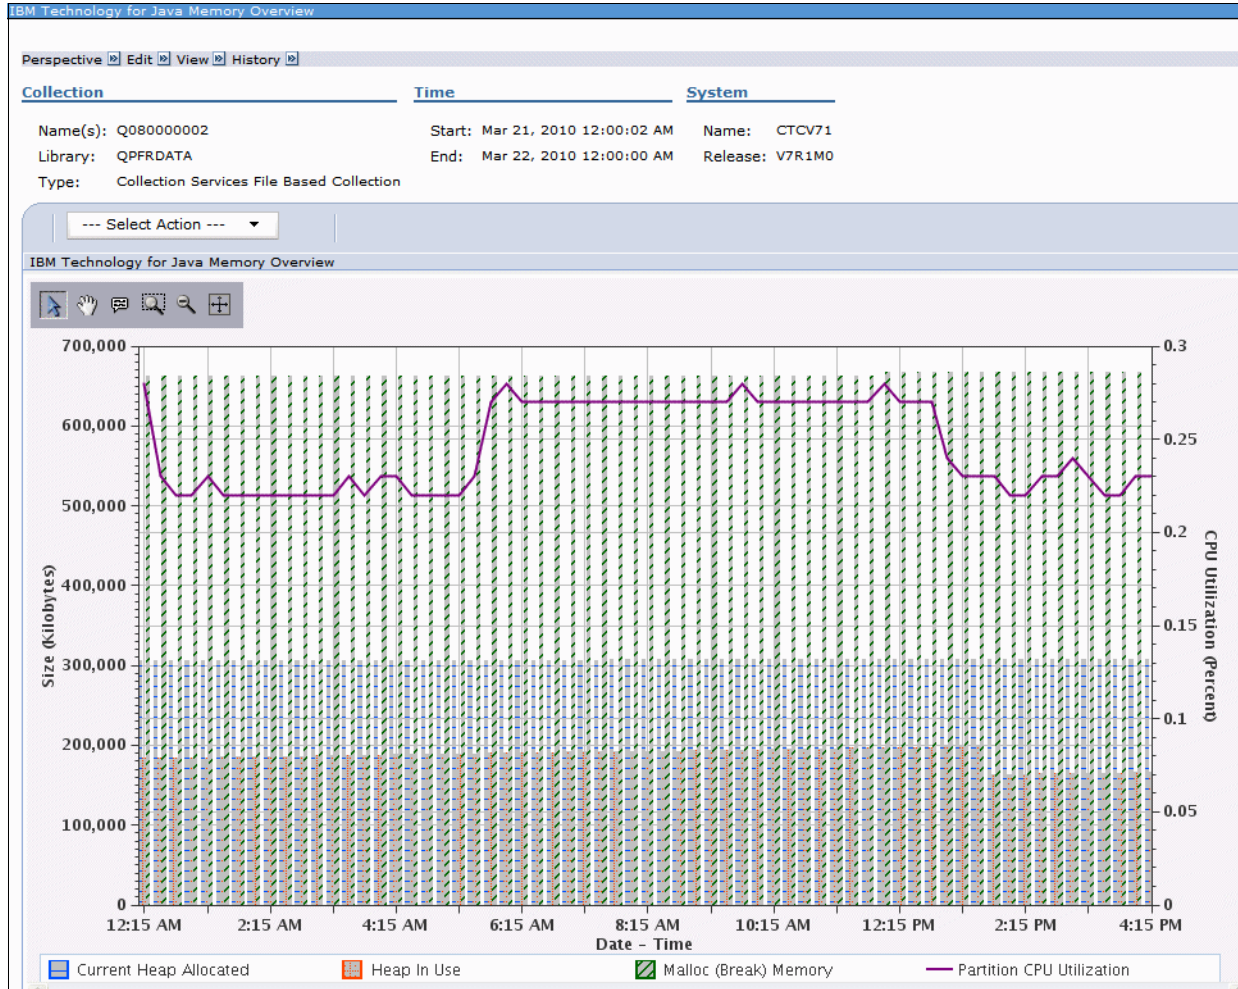 IBM Technology for Java Memory Overview
Perspective Edit View History
Collection Time System
Name(s): Q080000002 Start: Mar 21, 2010 12:00:02 AM Name: CTCV71
Library: QPFRDATA End: Mar 22, 2010 12:00:00 AM Release: V7R1M0
Type: Collection Services File Based Collection
--- Select Action ---
IBM Technology for Java Memory Overview
700,000
600,000
500,000
400,000
300,000
200,000
100,000
0
Size (Kilobytes)
0.3
0.25
0.2
0.15
0.1
0.05
0
CPU Utilization (Percent)
12:15 AM 2:15 AM 4:15 AM 6:15 AM 8:15 AM 10:15 AM 12:15 PM 2:15 PM 4:15 PM
Date - Time
Current Heap Allocated Heap In Use Malloc (Break) Memory Partition CPU Utilization